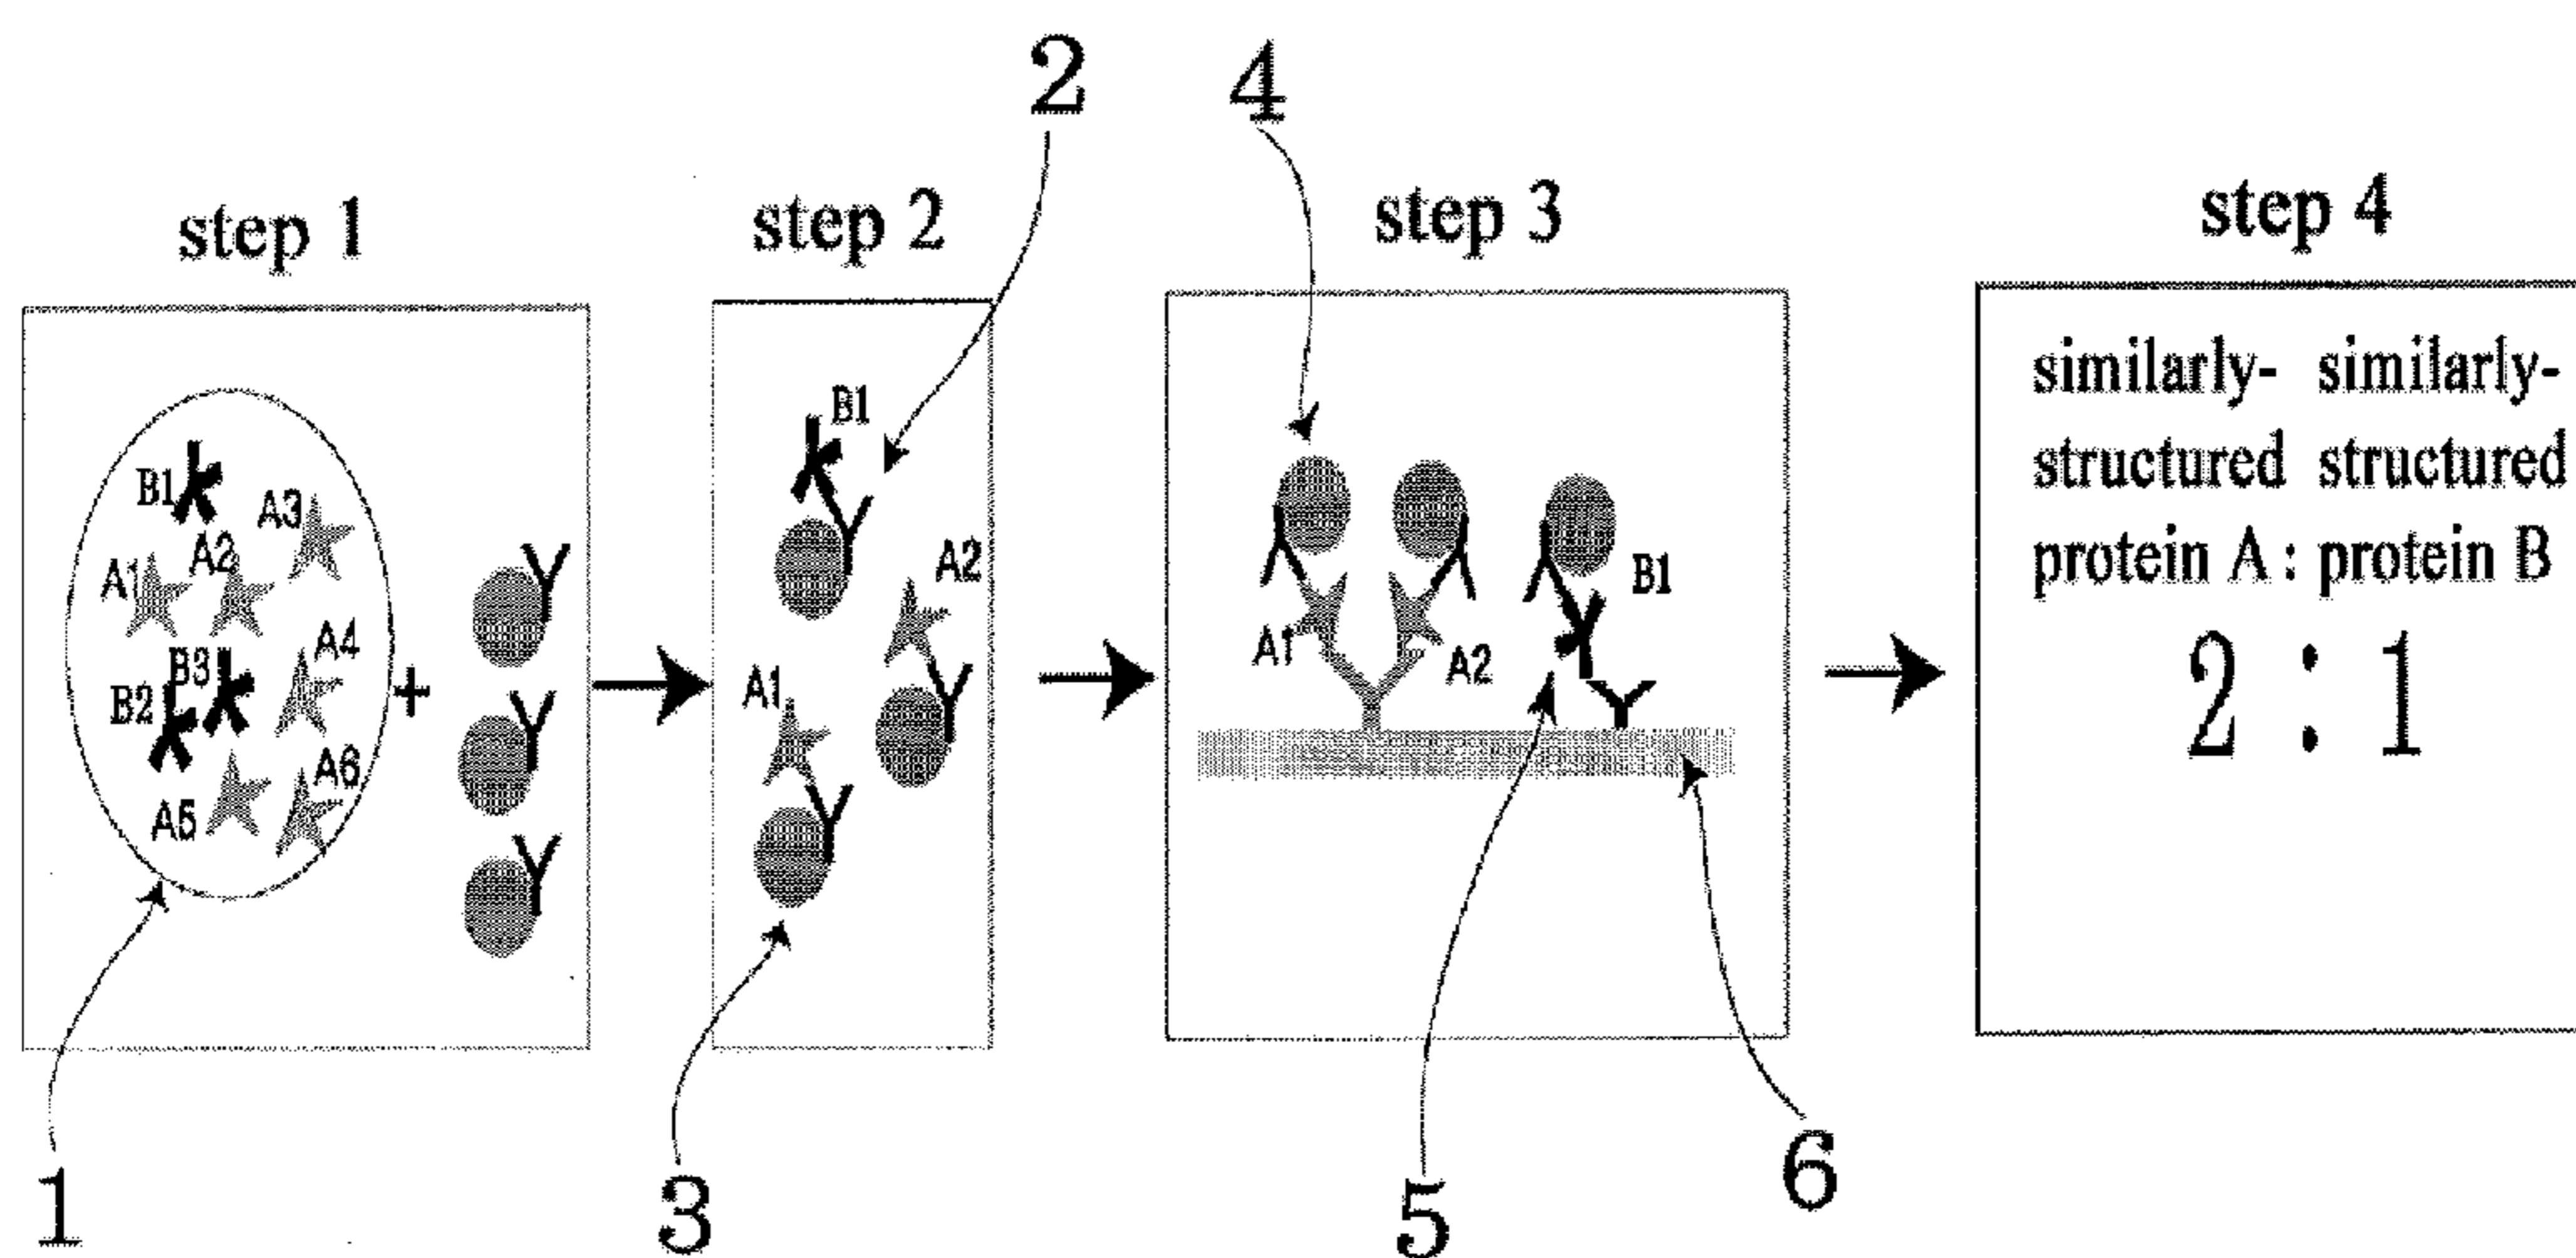 2
4
step 1
step 2
step 3
step 4
B1
A3
A2
A1
A4
B3
B2
A6
A5
+
B1
A2
A1
B1
A1
A2
similarly- similarly-
structured structured
protein A : protein B
2 : 1
1
3
5
6